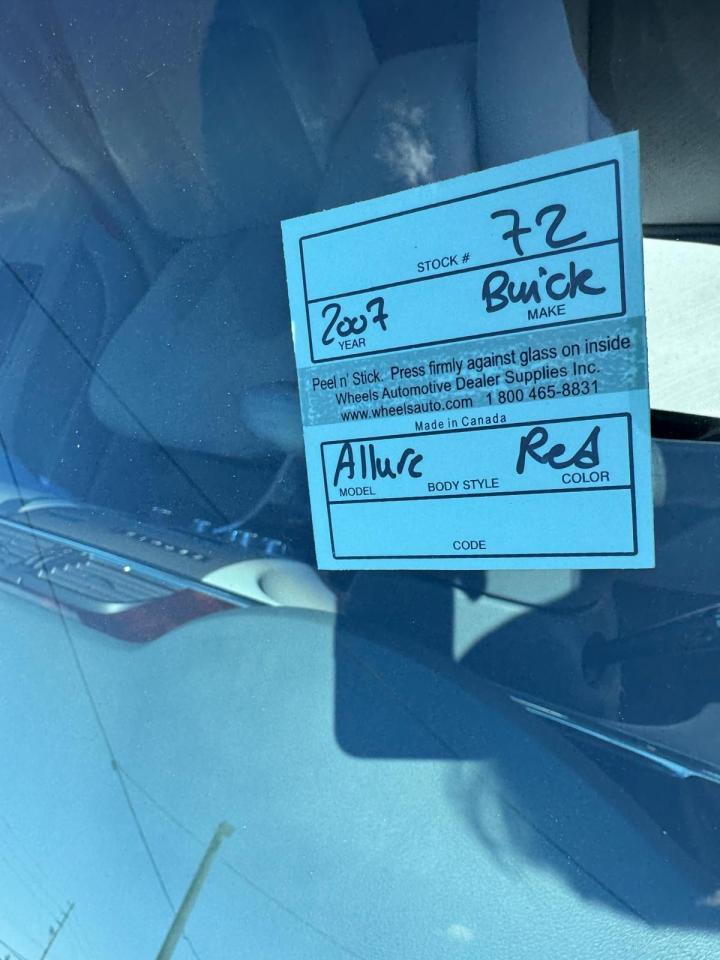 72
STOCK #
2007 Buick
YEAR MAKE
Peel n' Stick. Press firmly against glass on inside
Wheels Automotive Dealer Supplies Inc.
www.wheelsauto.com 1 800 465-8831
Made in Canada
Allure Red
MODEL BODY STYLE COLOR
CODE